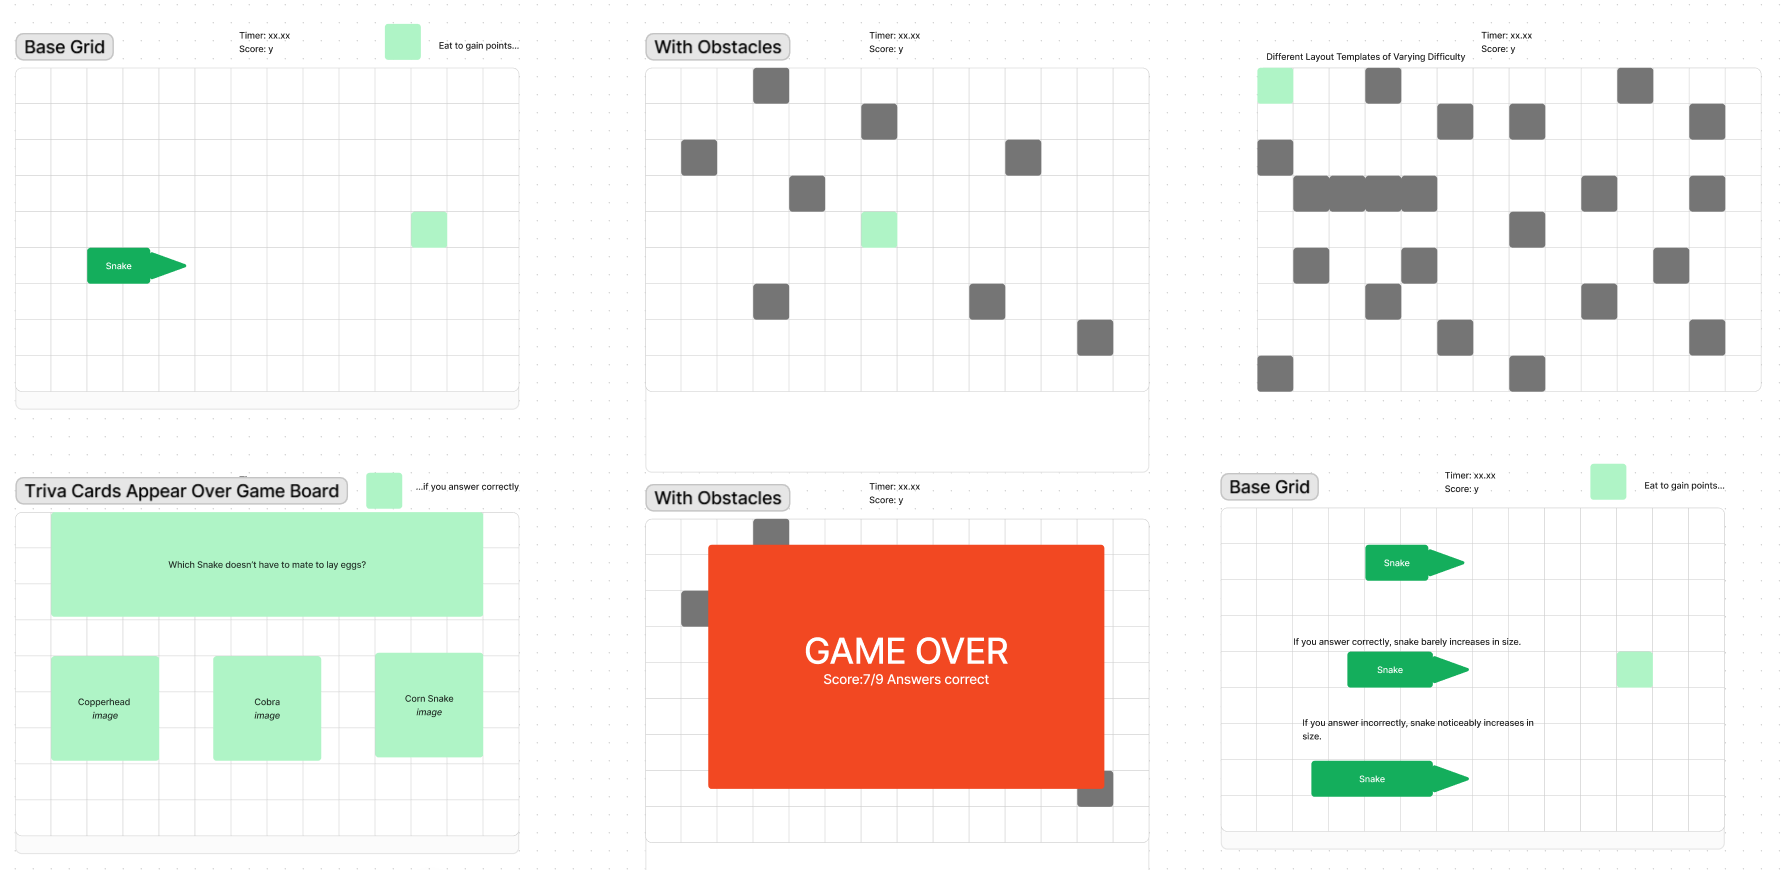 Base Grid
Timer: xx.xx
Score: y
Eat to gain points...
Snake
With Obstacles
Timer: xx.xx
Score: y
Timer: xx.xx
Score: y
Different Layout Templates of Varying Difficulty
Triva Cards Appear Over Game Board
...if you answer correctly
Which Snake doesn't have to mate to lay eggs?
Copperhead
image
Cobra
image
Corn Snake
image
With Obstacles
Timer: xx.xx
Score: y
GAME OVER
Score:7/9 Answers correct
Base Grid
Timer: xx.xx
Score: y
Eat to gain points...
Snake
If you answer correctly, snake barely increases in size.
Snake
If you answer incorrectly, snake noticeably increases in
size.
Snake